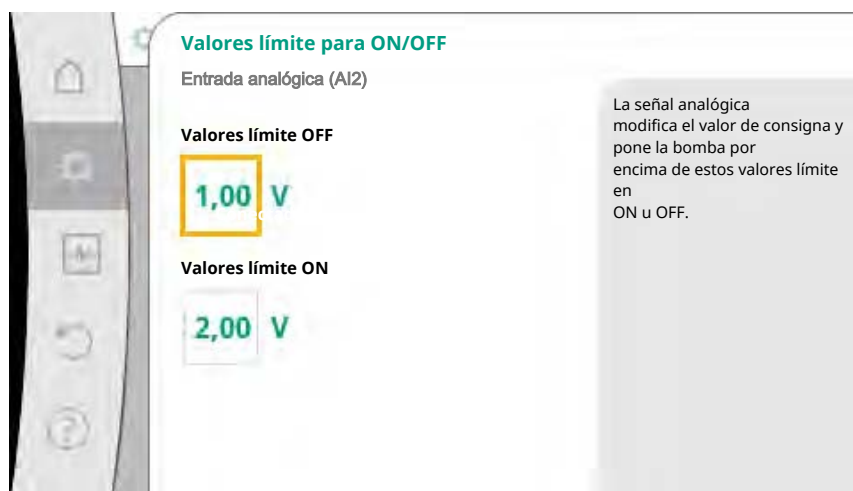 Valores límite para ON/OFF
Entrada analógica (AI2)
Valores límite OFF
1,00 V
Valores límite ON
2,00 V
La señal analógica
modifica el valor de consigna y
pone la bomba por
encima de estos valores límite
en
ON u OFF.